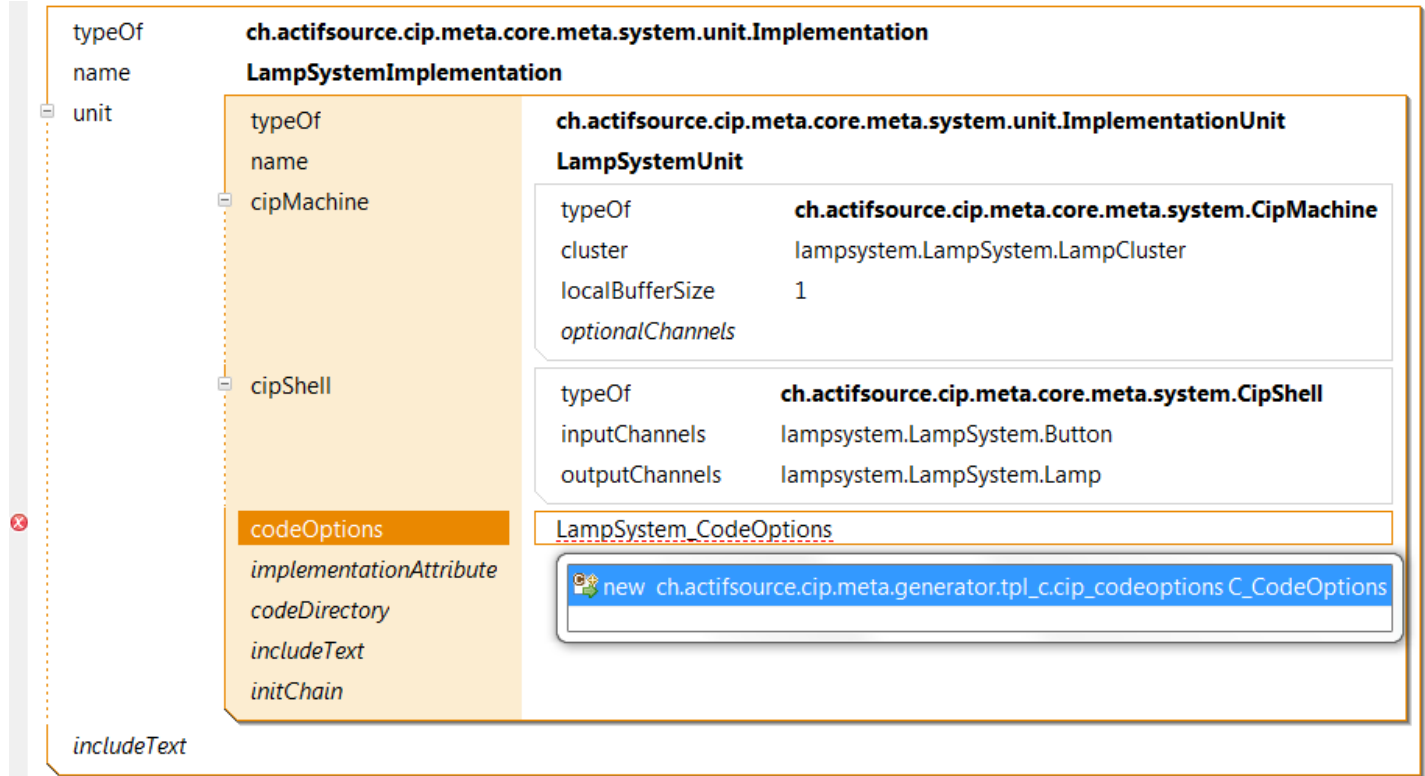 typeOf ch.actifsource.cip.meta.core.meta.system.unit.Implementation
name LampSystemImplementation
unit
typeOf ch.actifsource.cip.meta.core.meta.system.unit.ImplementationUnit
name LampSystemUnit
cipMachine
typeOf ch.actifsource.cip.meta.core.meta.system.CipMachine
cluster lampsystem.LampSystem.LampCluster
localBufferSize 1
optionalChannels
cipShell
typeOf ch.actifsource.cip.meta.core.meta.system.CipShell
inputChannels lampsystem.LampSystem.Button
outputChannels lampsystem.LampSystem.Lamp
codeOptions LampSystem_CodeOptions
implementationAttribute
new ch.actifsource.cip.meta.generator.tpl_c.cip_codeoptions C_CodeOptions
codeDirectory
includeText
initChain
includeText